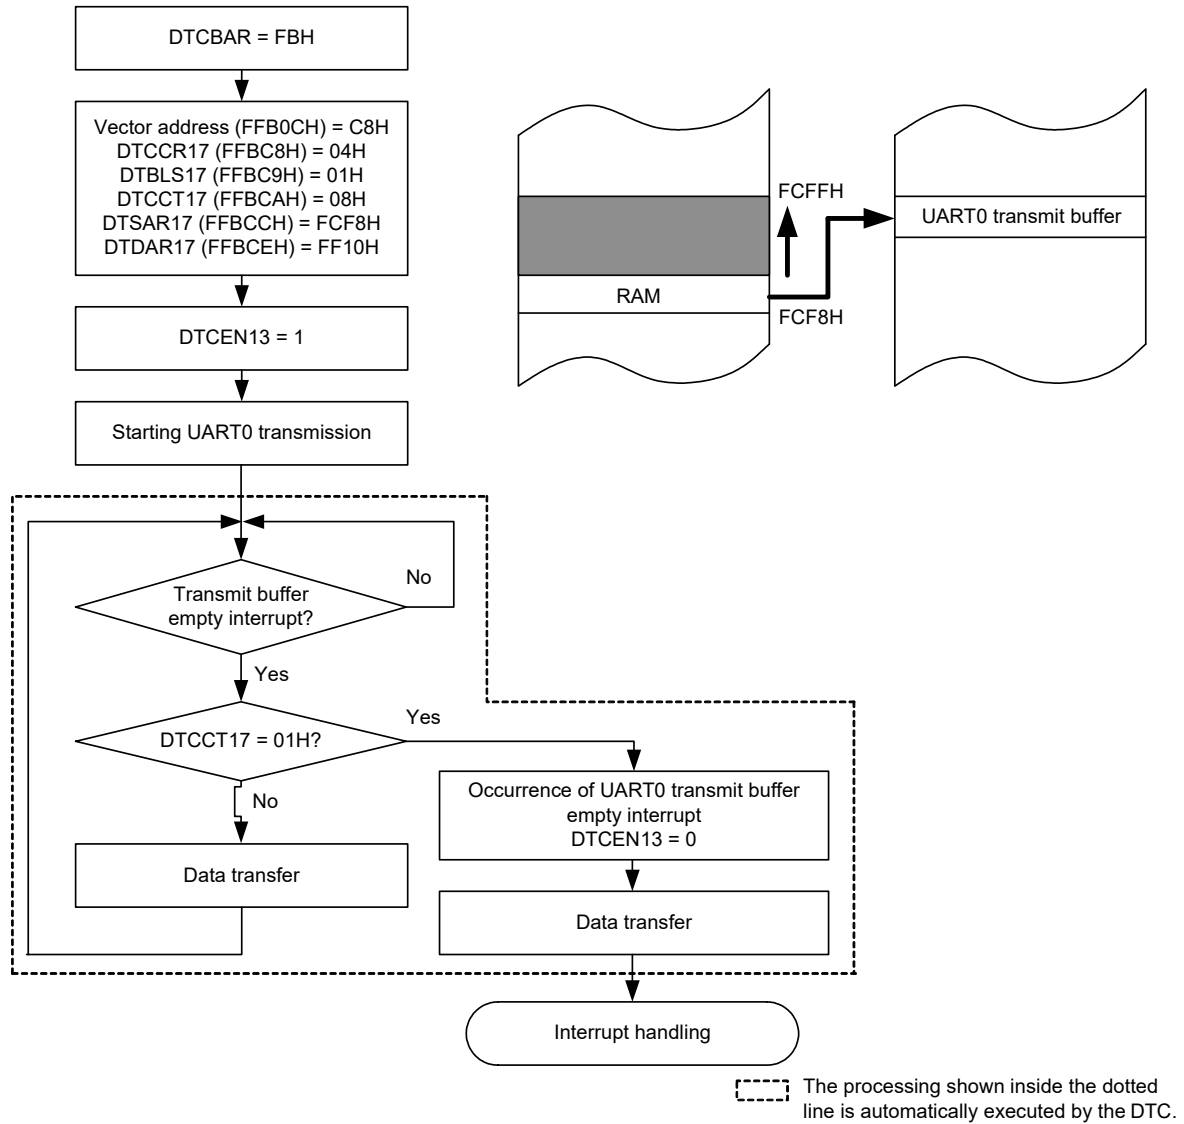 DTCBAR = FBH
Vector address (FFB0CH) = C8H
DTCCR17 (FFBC8H) = 04H
DTBLS17 (FFBC9H) = 01H
DTCCT17 (FFBCAH) = 08H
DTSAR17 (FFBCCH) = FCF8H
DTDAR17 (FFBCEH) = FF10H
DTCEN13 = 1
Starting UART0 transmission
FCFFH
RAM
FCF8H
UART0 transmit buffer
Transmit buffer
empty interrupt?
No
Yes
DTCCT17 = 01H?
Yes
No
Data transfer
Occurrence of UART0 transmit buffer
empty interrupt
DTCEN13 = 0
Data transfer
Interrupt handling
The processing shown inside the dotted
line is automatically executed by the DTC.